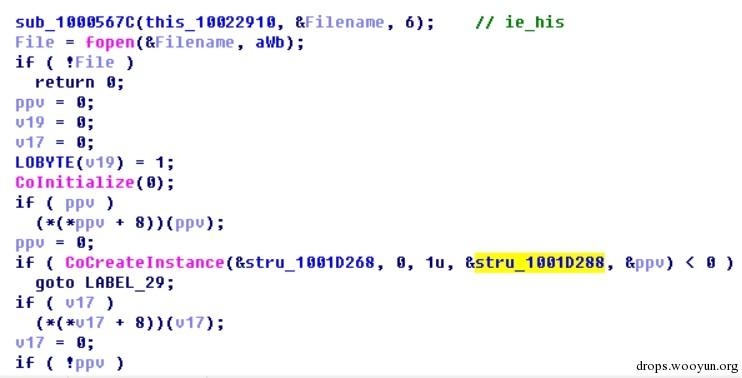 sub_1000567C(this_10022910, &Filename, 6);    // ie_his
File = fopen(&Filename, aWb);
if ( !File )
  return 0;
ppv = 0;
v19 = 0;
v17 = 0;
LOBYTE(v19) = 1;
CoInitialize(0);
if ( ppv )
  (*(*ppv + 8))(ppv);
ppv = 0;
if ( CoCreateInstance(&stru_1001D268, 0, 1u, &stru_1001D288, &ppv) < 0 )
  goto LABEL_29;
if ( v17 )
  (*(*v17 + 8))(v17);
v17 = 0;
if ( !ppv )
drops.wooyun.org